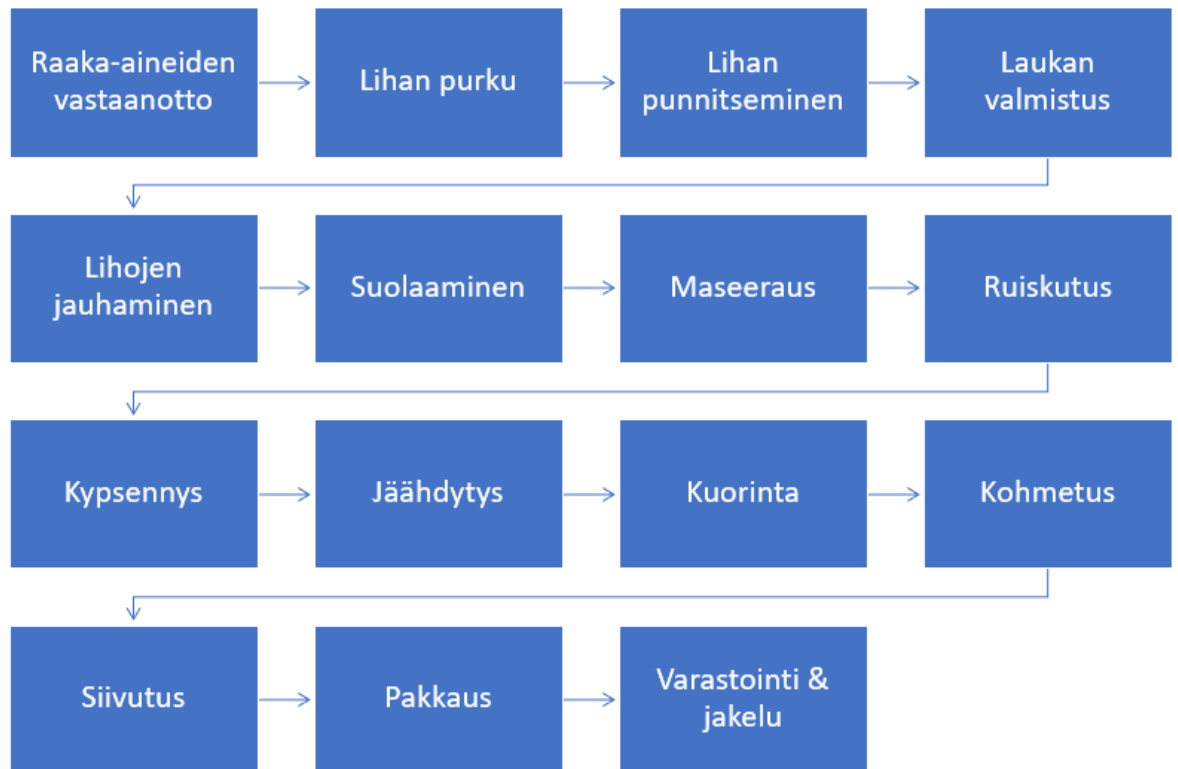 Raaka-aineiden
vastaanotto
Lihan purku
Lihan
punnitseminen
Laukan
valmistus
Lihojen
jauhaminen
Suolaaminen
Maseeraus
Ruiskutus
Kypsennys
Jäähdytys
Kuorinta
Kohmetus
Siivutus
Pakkaus
Varastointi &
jakelu